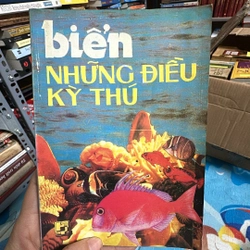 biển
NHỮNG ĐIỀU
KỲ THÚ